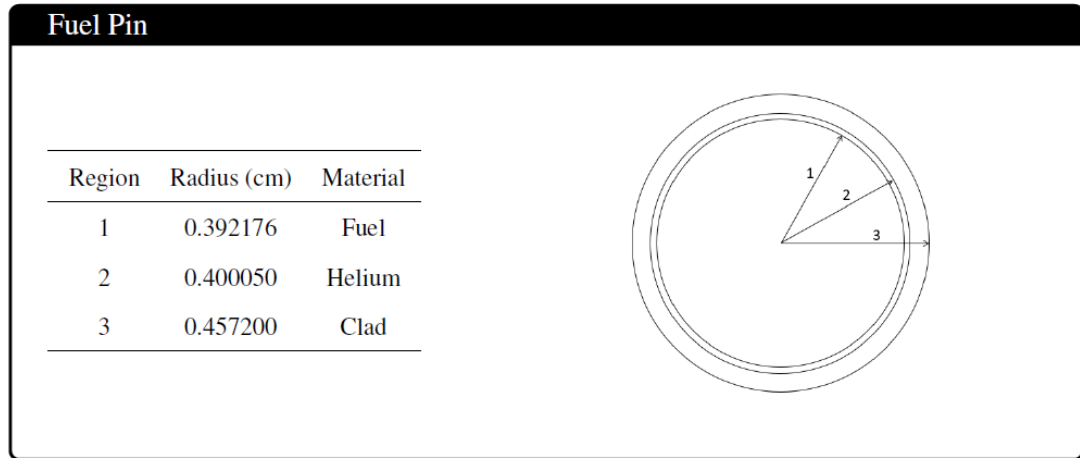 Fuel Pin
Region Radius (cm) Material
1 0.392176 Fuel
2 0.400050 Helium
3 0.457200 Clad
1
2
3